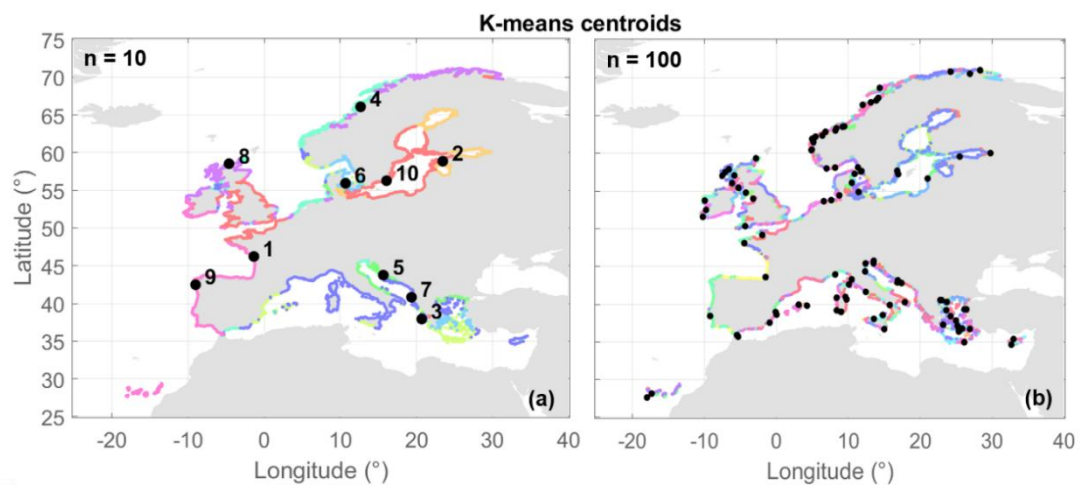 K-means centroids
n = 10
n = 100
75
70
65
60
55
50
45
40
35
30
25
Latitude (°)
4
8
2
6
10
1
9
5
7
3
(a)
(b)
-20 -10 0 10 20 30 40
-20 -10 0 10 20 30 40
Longitude (°)
Longitude (°)